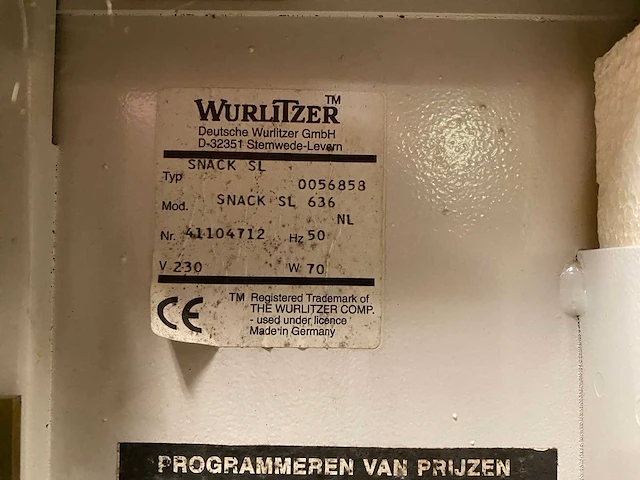 WURLITZER™
Deutsche Wurlitzer GmbH
D-32351 Stemwede-Levern
SNACK SL
Typ 0056858
Mod. SNACK SL 636
NL
Nr. 41104712 Hz 50
V 230 W 70
CE TM Registered Trademark of
THE WURLITZER COMP.
- used under licence
Made in Germany
PROGRAMMEREN VAN PRIJZEN